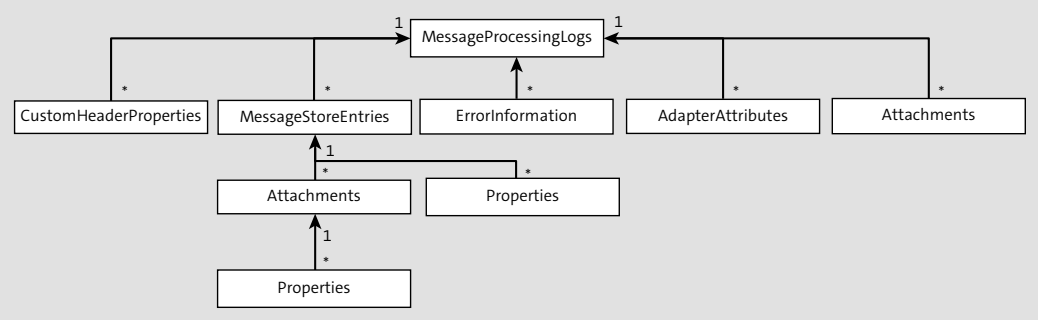 1 MessageProcessingLogs 1
* * * * *
CustomHeaderProperties MessageStoreEntries ErrorInformation AdapterAttributes Attachments
1
* *
Attachments Properties
1
*
Properties